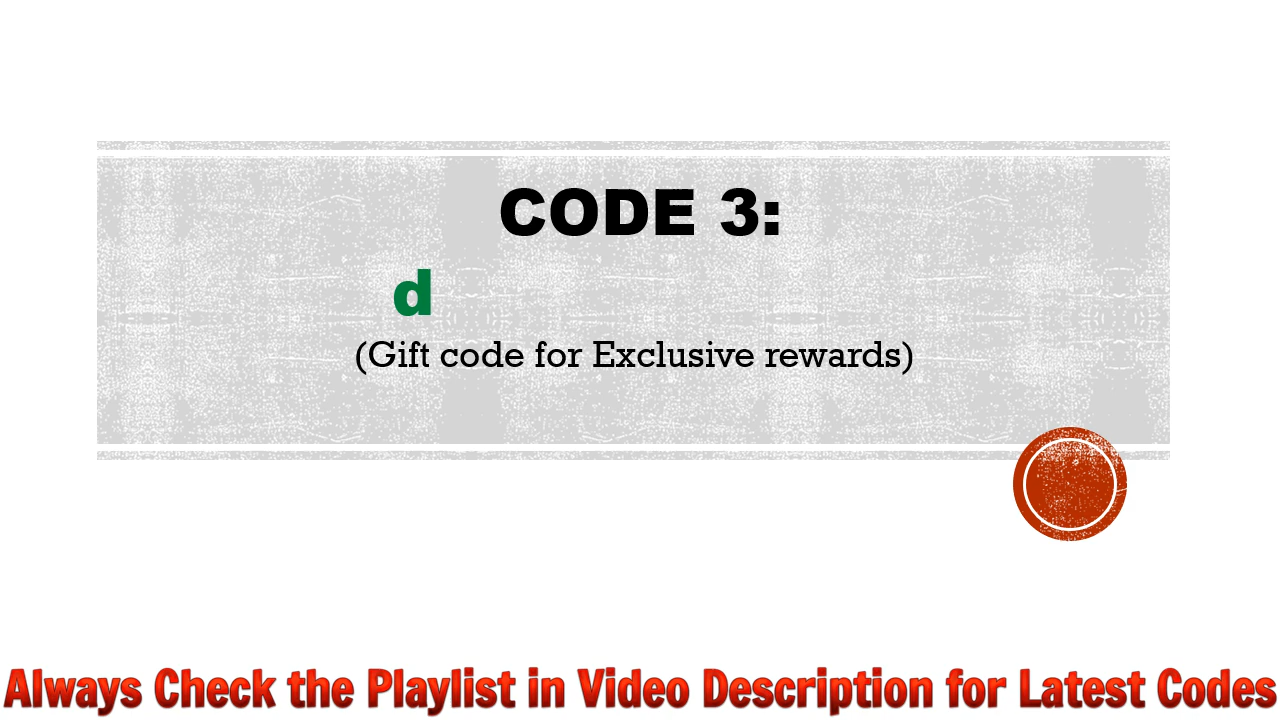 CODE 3:
d
(Gift code for Exclusive rewards)
Always Check the Playlist in Video Description for Latest Codes